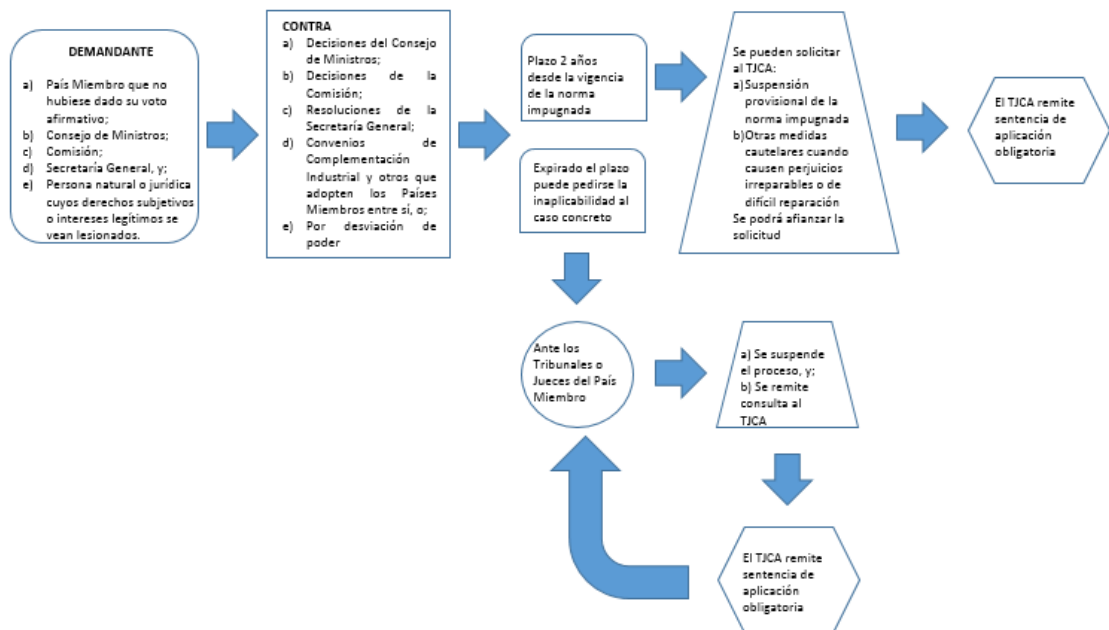 DEMANDANTE
a) País Miembro que no
hubiese dado su voto
afirmativo;
b) Consejo de Ministros;
c) Comisión;
d) Secretaría General, y;
e) Persona natural o jurídica
cuyos derechos subjetivos
o intereses legítimos se
vean lesionados.
CONTRA
a) Decisiones del Consejo
de Ministros;
b) Decisiones de la
Comisión;
c) Resoluciones de la
Secretaría General;
d) Convenios de
Complementación
Industrial y otros que
adopten los Países
Miembros entre sí, o;
e) Por desviación de
poder
Plazo 2 años
desde la vigencia
de la norma
impugnada
Expirado el plazo
puede pedirse la
inaplicabilidad al
caso concreto
Se pueden solicitar
al TJCA:
a)Suspensión
provisional de la
norma impugnada
b)Otras medidas
cautelares cuando
causen perjuicios
irreparables o de
difícil reparación
Se podrá afianzar la
solicitud
El TJCA remite
sentencia de
aplicación
obligatoria
Ante los
Tribunales o
Jueces del País
Miembro
a) Se suspende
el proceso, y;
b) Se remite
consulta al
TJCA
El TJCA remite
sentencia de
aplicación
obligatoria